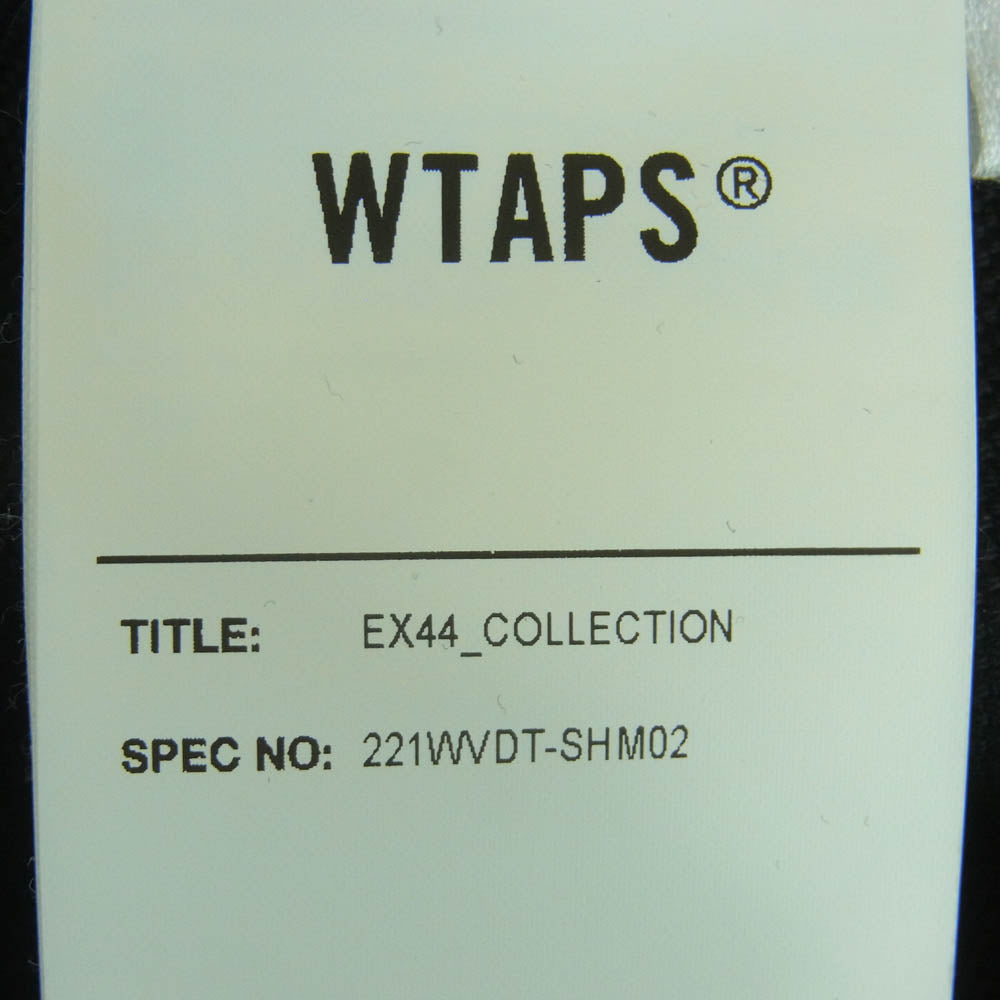 WTAPS®
TITLE: EX44_COLLECTION
SPEC NO: 221WVDT-SHM02